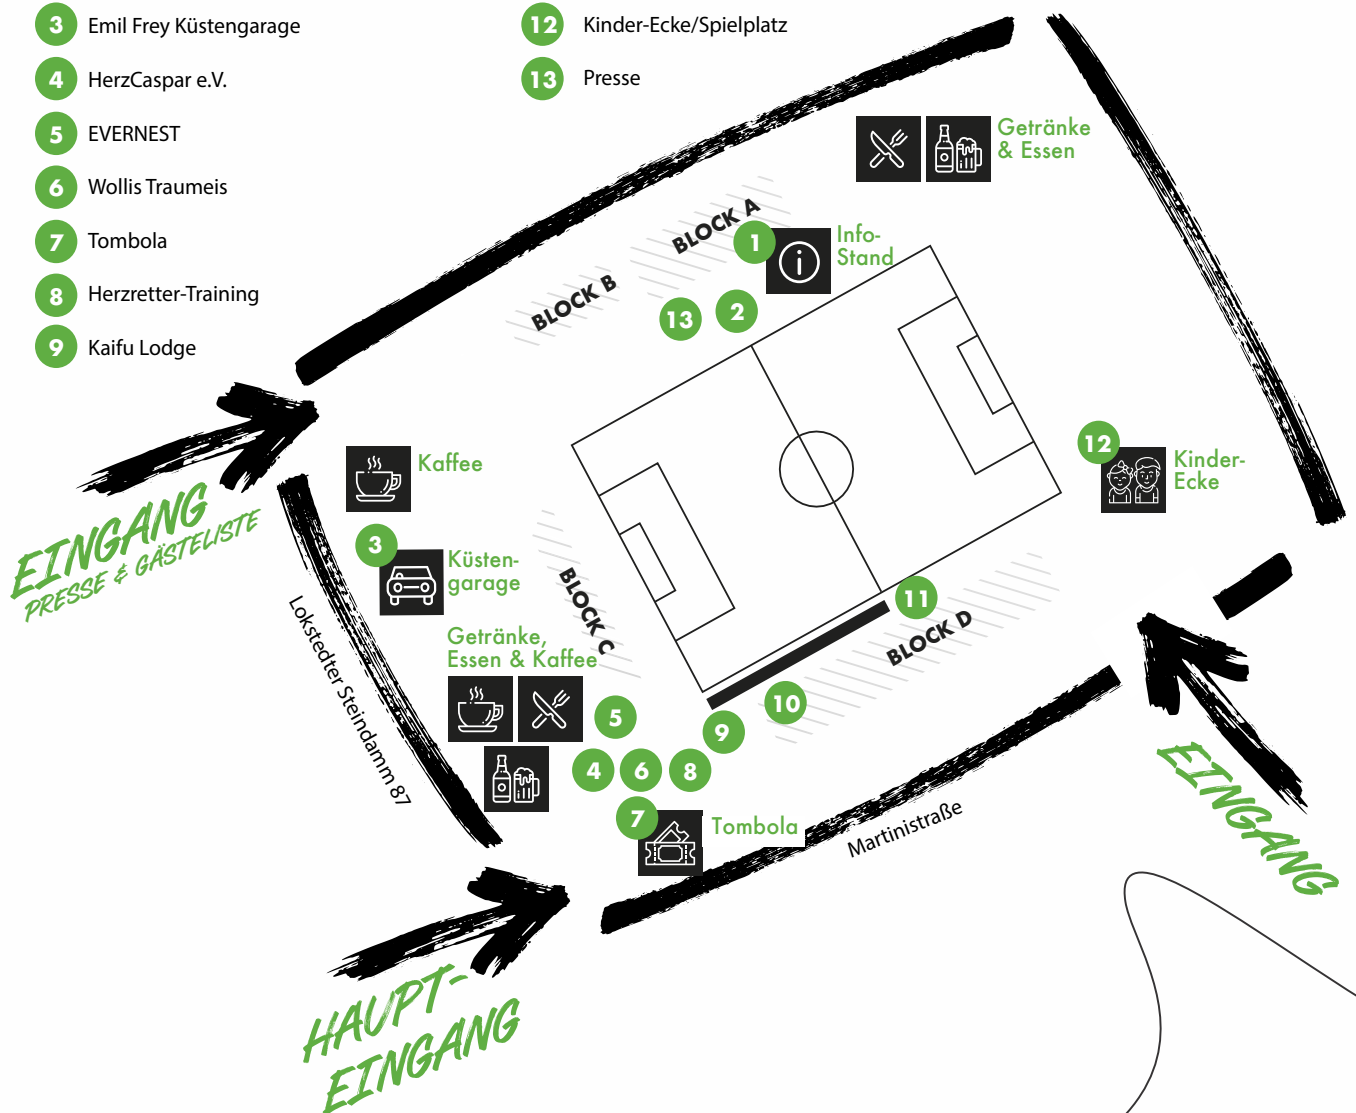 3 Emil Frey Küstengarage
4 HerzCaspar e.V.
5 EVERNEST
6 Wollis Traumeis
7 Tombola
8 Herzretter-Training
9 Kaifu Lodge
12 Kinder-Ecke/Spielplatz
13 Presse
Getränke
& Essen
BLOCK A
1
Info-
Stand
BLOCK B
13
2
12
Kinder-
Ecke
Kaffee
EINGANG
PRESSE & GÄSTELISTE
3
Küsten-
garage
BLOCK C
Lokstedter Steindamm 87
Getränke,
Essen & Kaffee
11
BLOCK D
10
5
9
4
6
8
7
Tombola
Martinistraße
EINGANG
HAUPT-
EINGANG